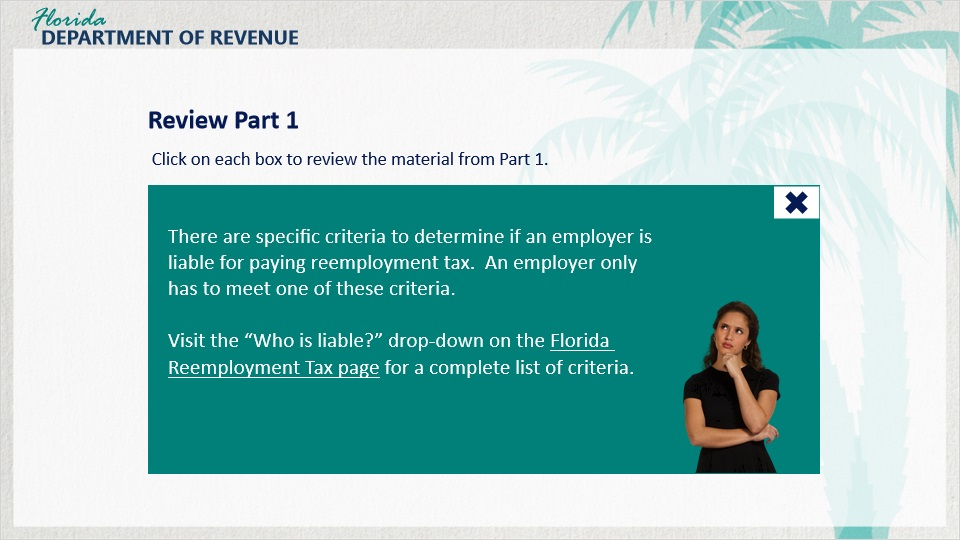 Florida
DEPARTMENT OF REVENUE
Review Part 1
Click on each box to review the material from Part 1.
There are specific criteria to determine if an employer is
liable for paying reemployment tax.  An employer only
has to meet one of these criteria.
Visit the “Who is liable?” drop-down on the Florida
Reemployment Tax page for a complete list of criteria.